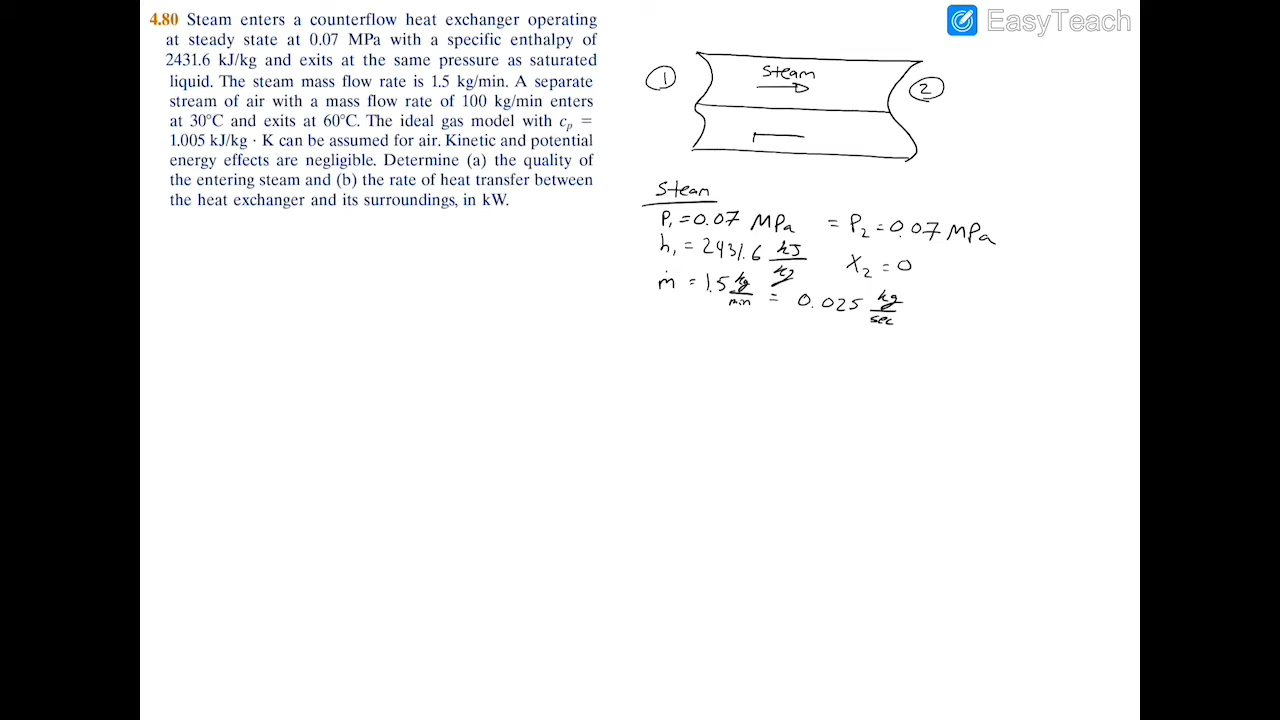 4.80 Steam enters a counterflow heat exchanger operating
at steady state at 0.07 MPa with a specific enthalpy of
2431.6 kJ/kg and exits at the same pressure as saturated
liquid. The steam mass flow rate is 1.5 kg/min. A separate
stream of air with a mass flow rate of 100 kg/min enters
at 30°C and exits at 60°C. The ideal gas model with cₚ =
1.005 kJ/kg · K can be assumed for air. Kinetic and potential
energy effects are negligible. Determine (a) the quality of
the entering steam and (b) the rate of heat transfer between
the heat exchanger and its surroundings, in kW.
EasyTeach
① Steam ②
Steam
P₁ = 0.07 MPa = P₂ = 0.07 MPa
h₁ = 2431.6 kJ/kg X₂ = 0
ṁ = 1.5 kg/min = 0.025 kg/sec